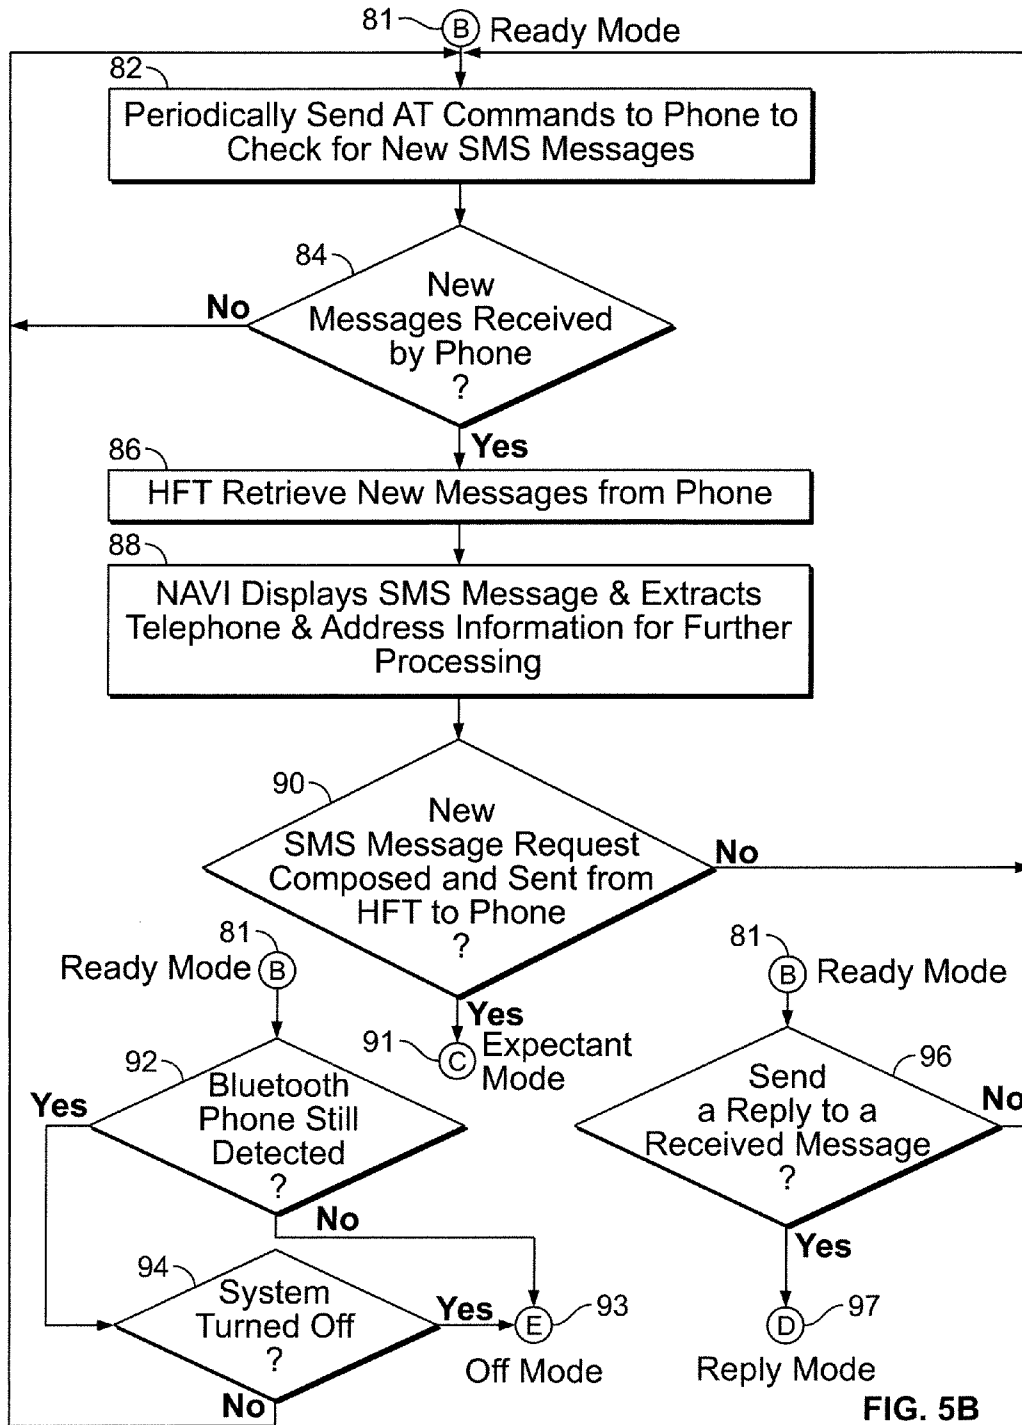 81
B Ready Mode
82
Periodically Send AT Commands to Phone to
Check for New SMS Messages
84
New
Messages Received
by Phone
?
No
Yes
86
HFT Retrieve New Messages from Phone
88
NAVI Displays SMS Message & Extracts
Telephone & Address Information for Further
Processing
90
New
SMS Message Request
Composed and Sent from
HFT to Phone
?
No
Yes
91
C Expectant
Mode
81
Ready Mode B
92
Bluetooth
Phone Still
Detected
?
Yes
No
94
System
Turned Off
?
Yes
No
E
93
Off Mode
81
B Ready Mode
96
Send
a Reply to a
Received Message
?
No
Yes
D
97
Reply Mode
FIG. 5B